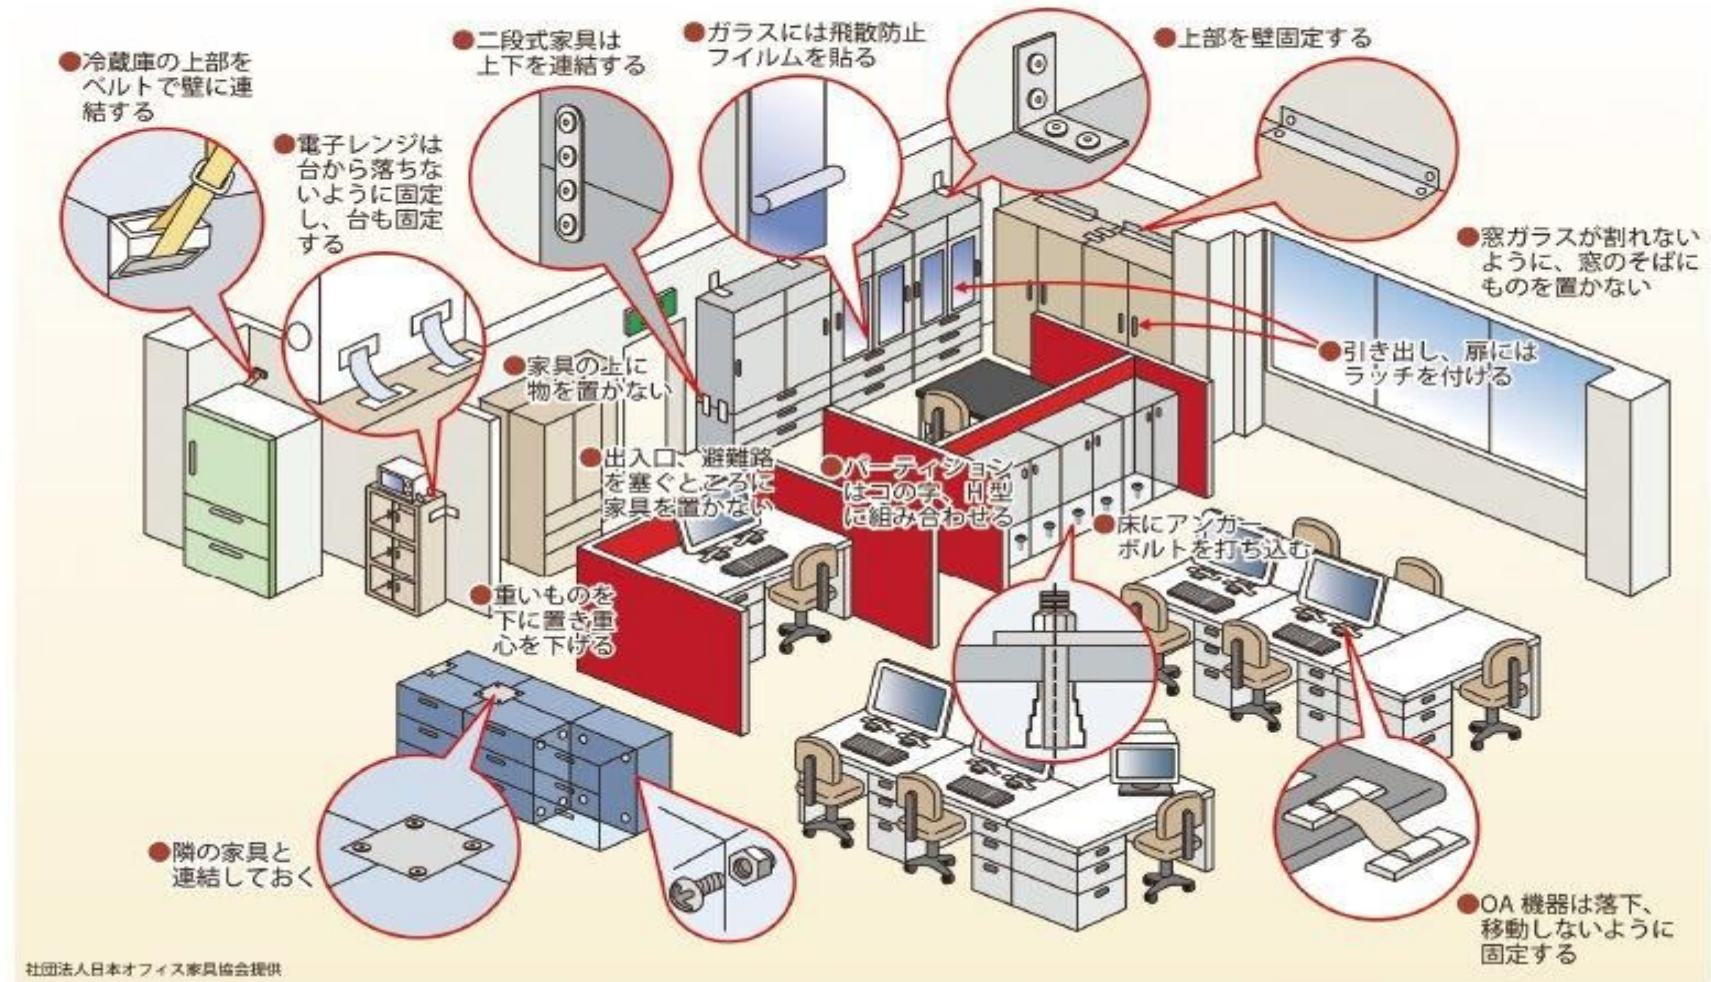 ●冷蔵庫の上部を
ベルトで壁に連
結する
●電子レンジは
台から落ちな
いように固定
し、台も固定
する
●二段式家具は
上下を連結する
●ガラスには飛散防止
フイルムを貼る
●上部を壁固定する
●窓ガラスが割れない
ように、窓のそばに
ものを置かない
●引き出し、扉には
ラッチを付ける
●家具の上に
物を置かない
●出入口、避難路
を塞ぐところに
家具を置かない
●パーティション
はコの字、H型
に組み合わせる
●床にアンカー
ボルトを打ち込む
●重いものを
下に置き重
心を下げる
●隣の家具と
連結しておく
●OA 機器は落下、
移動しないように
固定する
社団法人日本オフィス家具協会提供